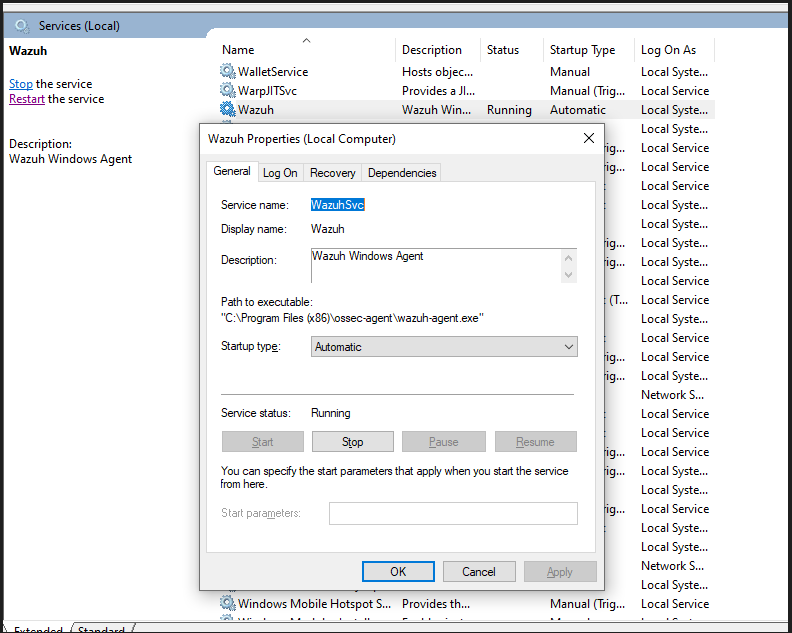 Services (Local)
Wazuh
Stop the service
Restart the service
Description:
Wazuh Windows Agent
Name Description Status Startup Type Log On As
WalletService Hosts objec... Manual Local Syste...
WarpJITSvc Provides a JI... Manual (Trig... Local Service
Wazuh Wazuh Win... Running Automatic Local Syste...
Local Syste...
rig... Local Service
rig... Local Service
Local Service
Local Syste...
rig... Local Syste...
rig... Local Syste...
Local Service
(T... Local Service
Local Syste...
Local Service
rig... Local Service
rig... Local Syste...
Network S...
Local Service
Local Service
rig... Local Service
rig... Local Syste...
Local Syste...
rig... Local Service
Local Syste...
Local Syste...
Network S...
Local Syste...
Wazuh Properties (Local Computer)
General Log On Recovery Dependencies
Service name: WazuhSvc
Display name: Wazuh
Description: Wazuh Windows Agent
Path to executable:
"C:\Program Files (x86)\ossec-agent\wazuh-agent.exe"
Startup type: Automatic
Service status: Running
Start Stop Pause Resume
You can specify the start parameters that apply when you start the service
from here.
Start parameters:
OK Cancel Apply
Windows Mobile Hotspot S... Provides th... Manual (Trig... Local Service
Extended Standard